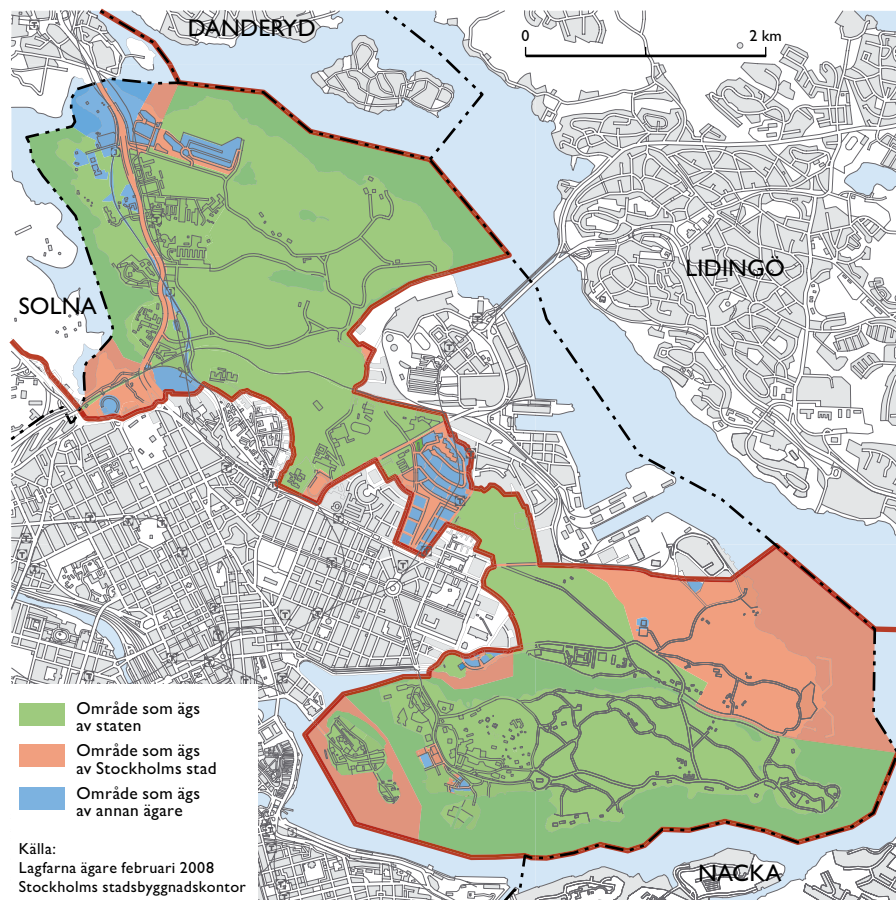 DANDERYD
0 2 km
LIDINGÖ
SOLNA
Område som ägs
av staten
Område som ägs
av Stockholms stad
Område som ägs
av annan ägare
Källa:
Lagfarna ägare februari 2008
Stockholms stadsbyggnadskontor
NACKA